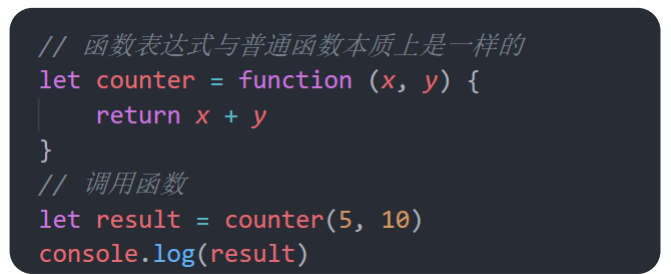 // 函数表达式与普通函数本质上是一样的
let counter = function (x, y) {
    return x + y
}
// 调用函数
let result = counter(5, 10)
console.log(result)